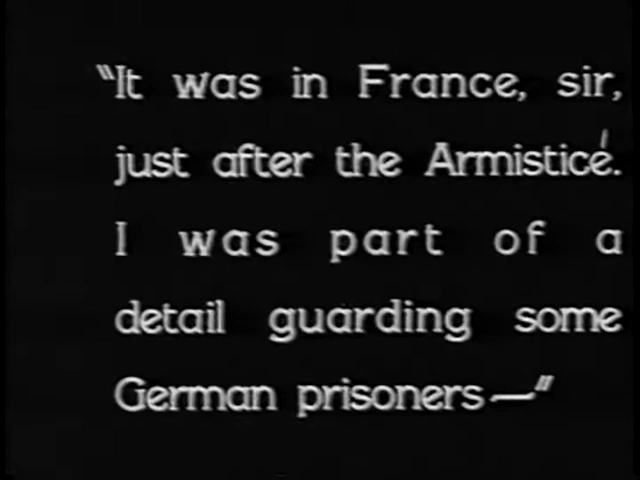 "It was in France, sir,
just after the Armistice.
I was part of a
detail guarding some
German prisoners—"